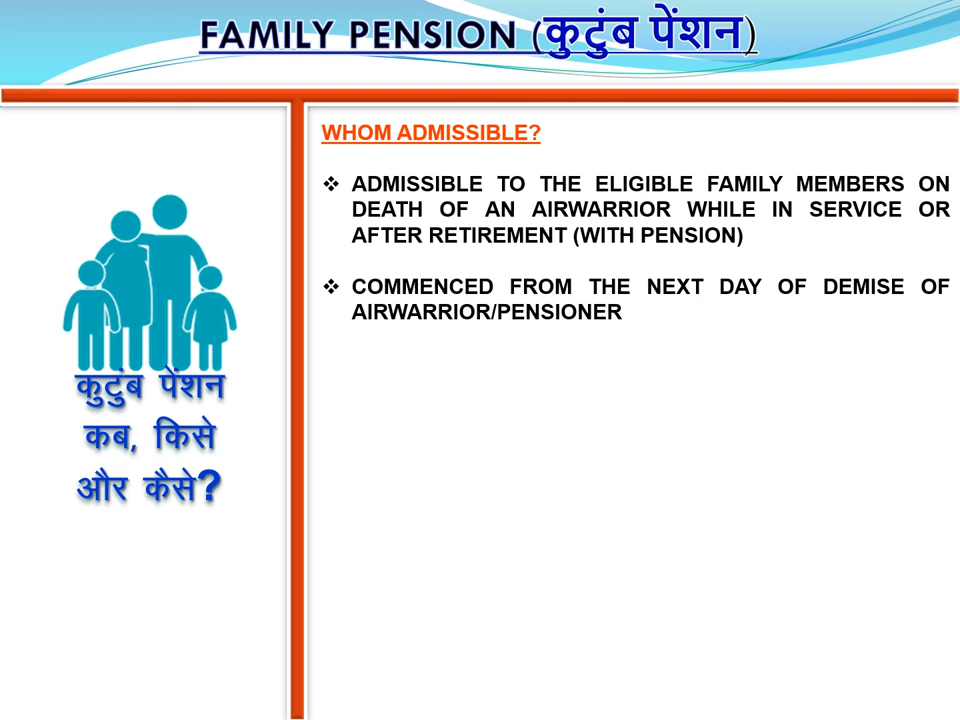 FAMILY PENSION (कुटुंब पेंशन)
WHOM ADMISSIBLE?
❖ ADMISSIBLE TO THE ELIGIBLE FAMILY MEMBERS ON
DEATH OF AN AIRWARRIOR WHILE IN SERVICE OR
AFTER RETIREMENT (WITH PENSION)
❖ COMMENCED FROM THE NEXT DAY OF DEMISE OF
AIRWARRIOR/PENSIONER
कुटुंब पेंशन
कब, किसे
और कैसे?